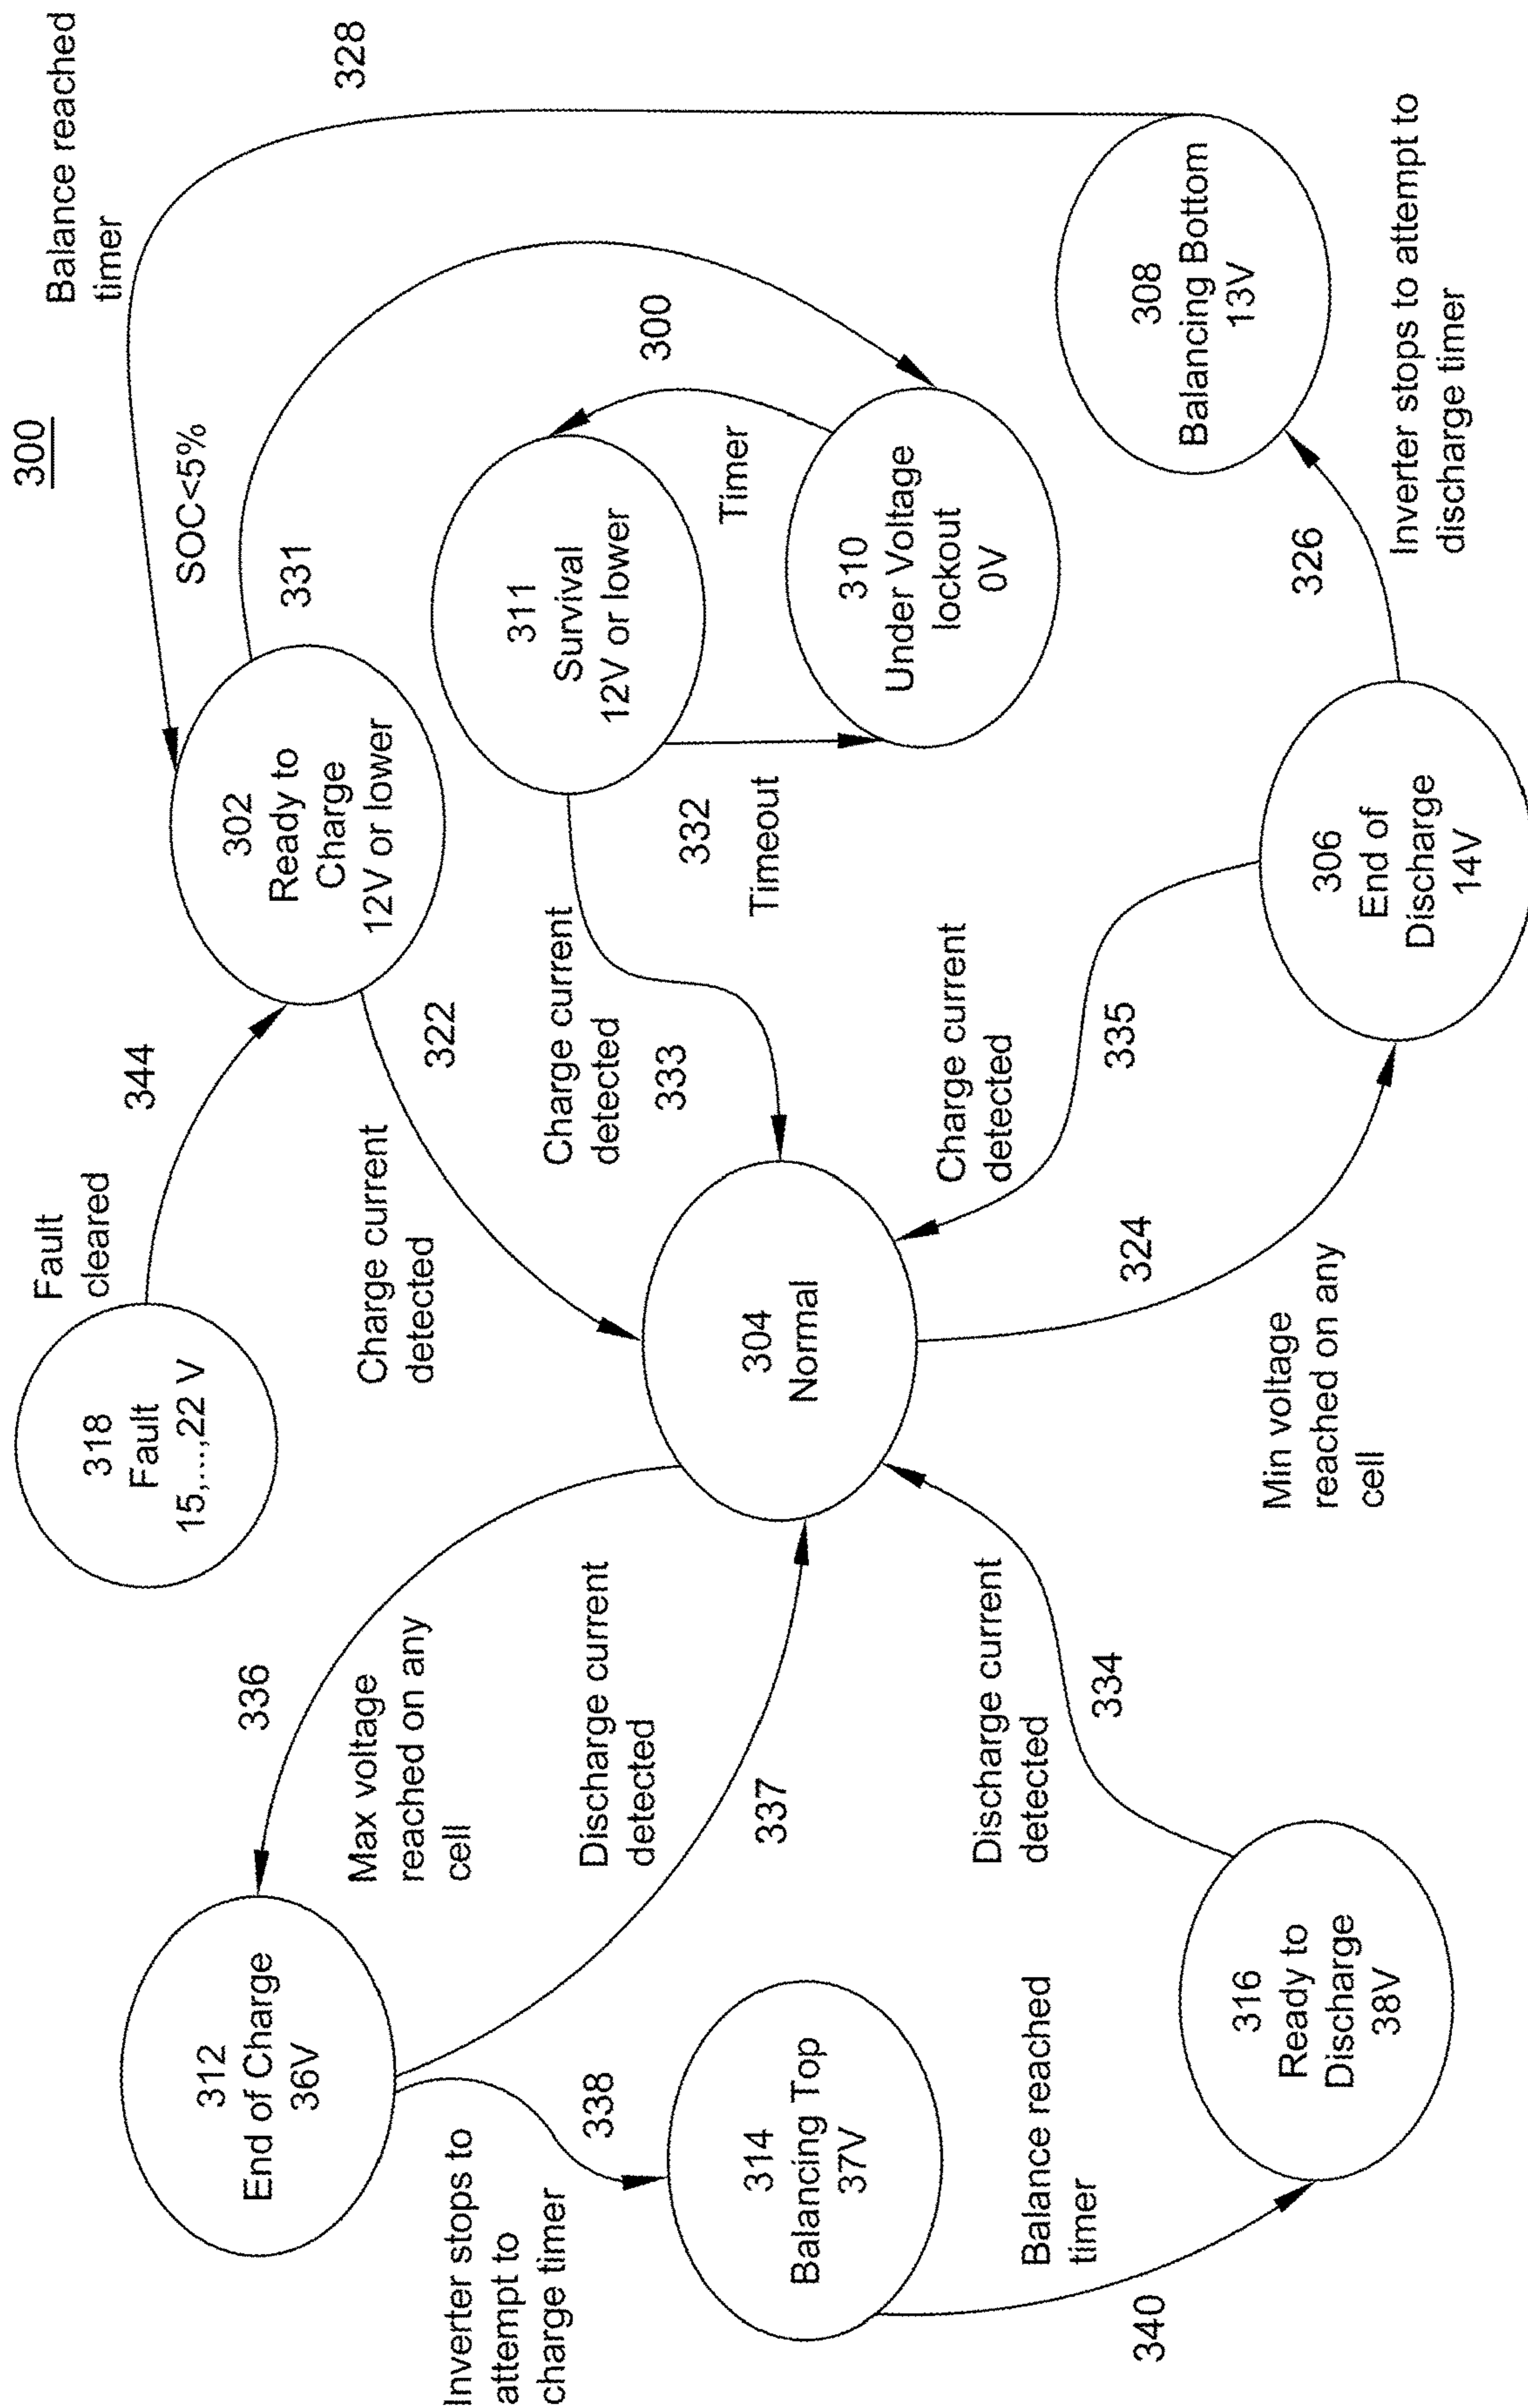 300
318
Fault
15,...,22 V
Fault
cleared
344
302
Ready to
Charge
12V or lower
Balance reached
timer
328
SOC<5%
331
336
Max voltage
reached on any
cell
312
End of Charge
36V
Charge current
detected
322
311
Survival
12V or lower
300
Timer
332
Timeout
310
Under Voltage
lockout
0V
Charge current
detected
333
Inverter stops to
attempt to
charge timer
338
Discharge current
detected
337
304
Normal
314
Balancing Top
37V
Charge current
detected
335
308
Balancing Bottom
13V
Discharge current
detected
334
Balance reached
timer
340
316
Ready to
Discharge
38V
324
Min voltage
reached on any
cell
306
End of
Discharge
14V
326
Inverter stops to attempt to
discharge timer